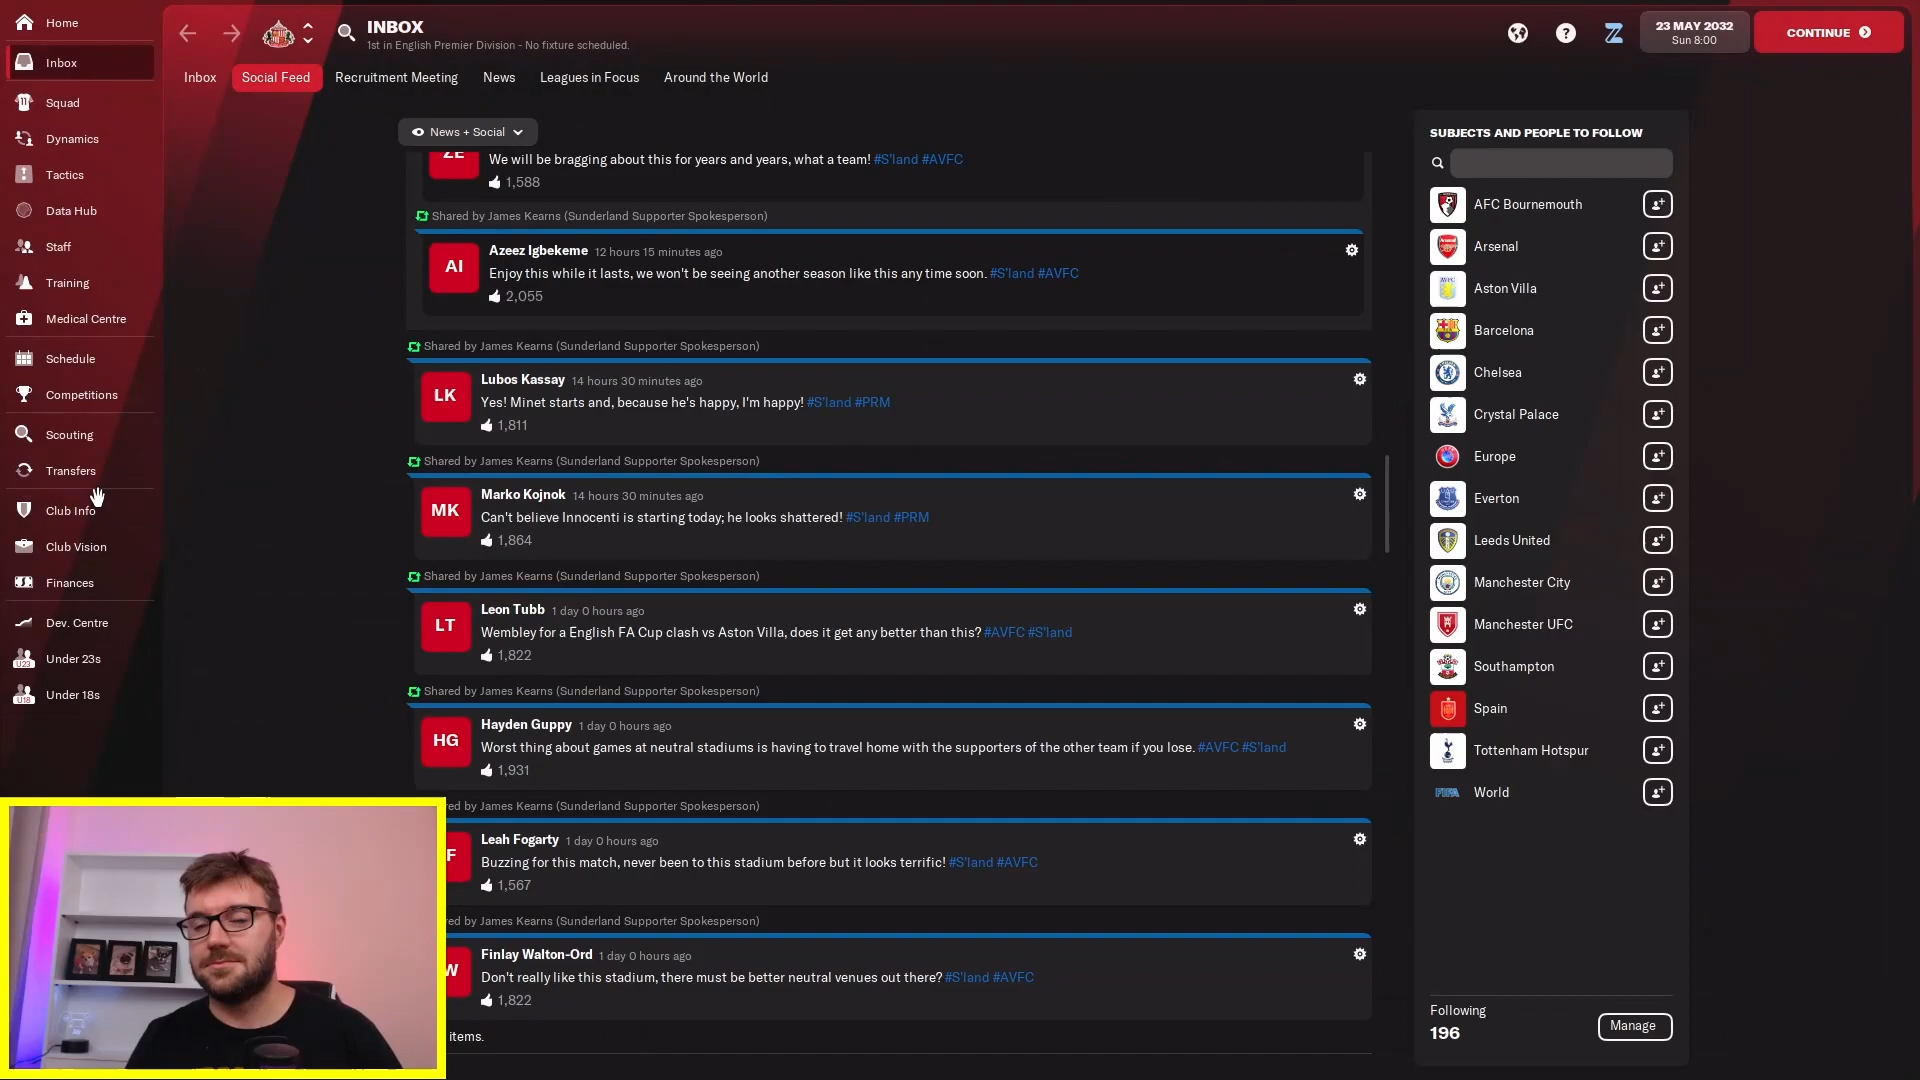 Home
Inbox
Squad
Dynamics
Tactics
Data Hub
Staff
Training
Medical Centre
Schedule
Competitions
Scouting
Transfers
Club Info
Club Vision
Finances
Dev. Centre
Under 23s
Under 18s
INBOX
1st in English Premier Division - No fixture scheduled.
23 MAY 2032
Sun 8:00
CONTINUE
Inbox
Social Feed
Recruitment Meeting
News
Leagues in Focus
Around the World
News + Social
ZE
We will be bragging about this for years and years, what a team! #S'land #AVFC
1,588
Shared by James Kearns (Sunderland Supporter Spokesperson)
AI
Azeez Igbekeme 12 hours 15 minutes ago
Enjoy this while it lasts, we won't be seeing another season like this any time soon. #S'land #AVFC
2,055
Shared by James Kearns (Sunderland Supporter Spokesperson)
LK
Lubos Kassay 14 hours 30 minutes ago
Yes! Minet starts and, because he's happy, I'm happy! #S'land #PRM
1,811
Shared by James Kearns (Sunderland Supporter Spokesperson)
MK
Marko Kojnok 14 hours 30 minutes ago
Can't believe Innocenti is starting today; he looks shattered! #S'land #PRM
1,864
Shared by James Kearns (Sunderland Supporter Spokesperson)
LT
Leon Tubb 1 day 0 hours ago
Wembley for a English FA Cup clash vs Aston Villa, does it get any better than this? #AVFC #S'land
1,822
Shared by James Kearns (Sunderland Supporter Spokesperson)
HG
Hayden Guppy 1 day 0 hours ago
Worst thing about games at neutral stadiums is having to travel home with the supporters of the other team if you lose. #AVFC #S'land
1,931
red by James Kearns (Sunderland Supporter Spokesperson)
F
Leah Fogarty 1 day 0 hours ago
Buzzing for this match, never been to this stadium before but it looks terrific! #S'land #AVFC
1,567
red by James Kearns (Sunderland Supporter Spokesperson)
W
Finlay Walton-Ord 1 day 0 hours ago
Don't really like this stadium, there must be better neutral venues out there? #S'land #AVFC
1,822
items.
SUBJECTS AND PEOPLE TO FOLLOW
AFC Bournemouth
Arsenal
Aston Villa
Barcelona
Chelsea
Crystal Palace
Europe
Everton
Leeds United
Manchester City
Manchester UFC
Southampton
Spain
Tottenham Hotspur
FIFA
World
Following
196
Manage